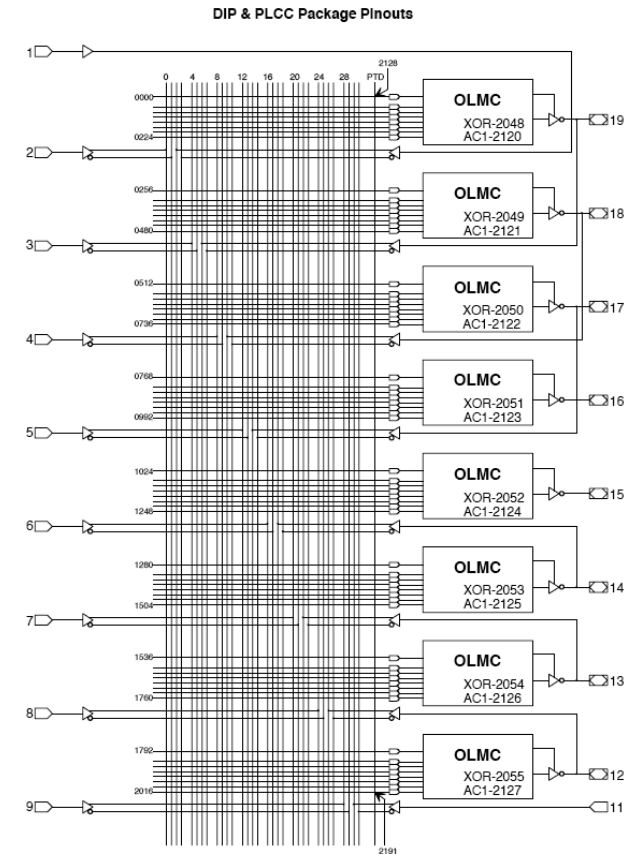 DIP & PLCC Package Pinouts
1
2128
0 4 8 12 16 20 24 28 PTD
0000
OLMC
XOR-2048
AC1-2120
19
0224
2
0256
OLMC
XOR-2049
AC1-2121
18
0480
3
0512
OLMC
XOR-2050
AC1-2122
17
0736
4
0768
OLMC
XOR-2051
AC1-2123
16
0992
5
1024
OLMC
XOR-2052
AC1-2124
15
1248
6
1280
OLMC
XOR-2053
AC1-2125
14
1504
7
1536
OLMC
XOR-2054
AC1-2126
13
1760
8
1792
OLMC
XOR-2055
AC1-2127
12
2016
9
11
2191